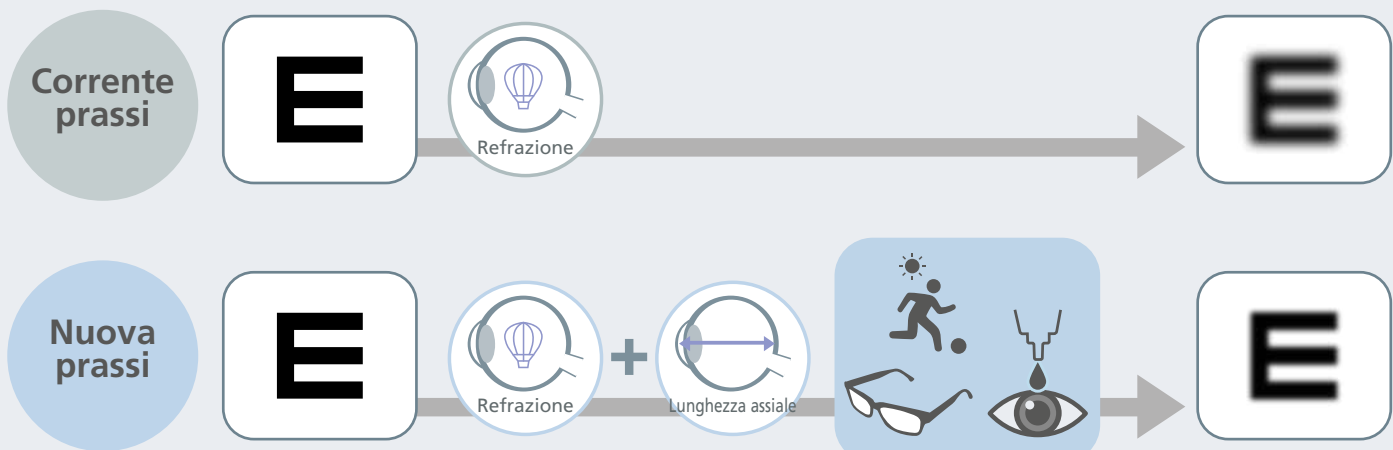 Corrente
prassi
E
Refrazione
E
Nuova
prassi
E
Refrazione
+
Lunghezza assiale
E